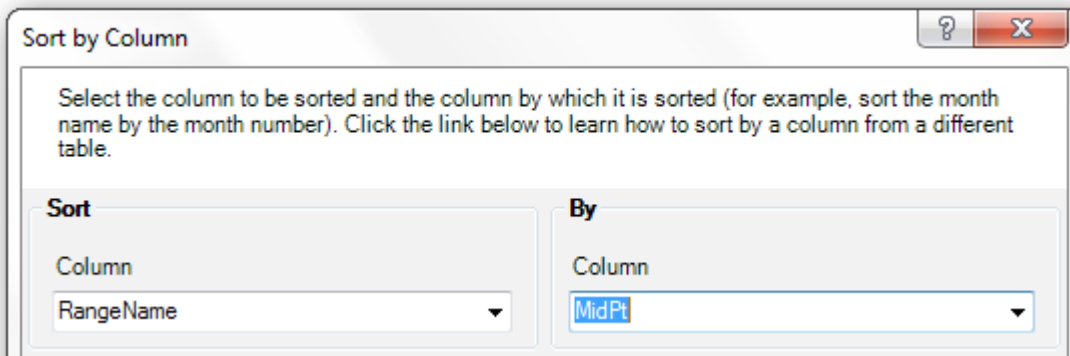 Sort by Column
Select the column to be sorted and the column by which it is sorted (for example, sort the month
name by the month number). Click the link below to learn how to sort by a column from a different
table.
Sort
By
Column
Column
RangeName
MidPt